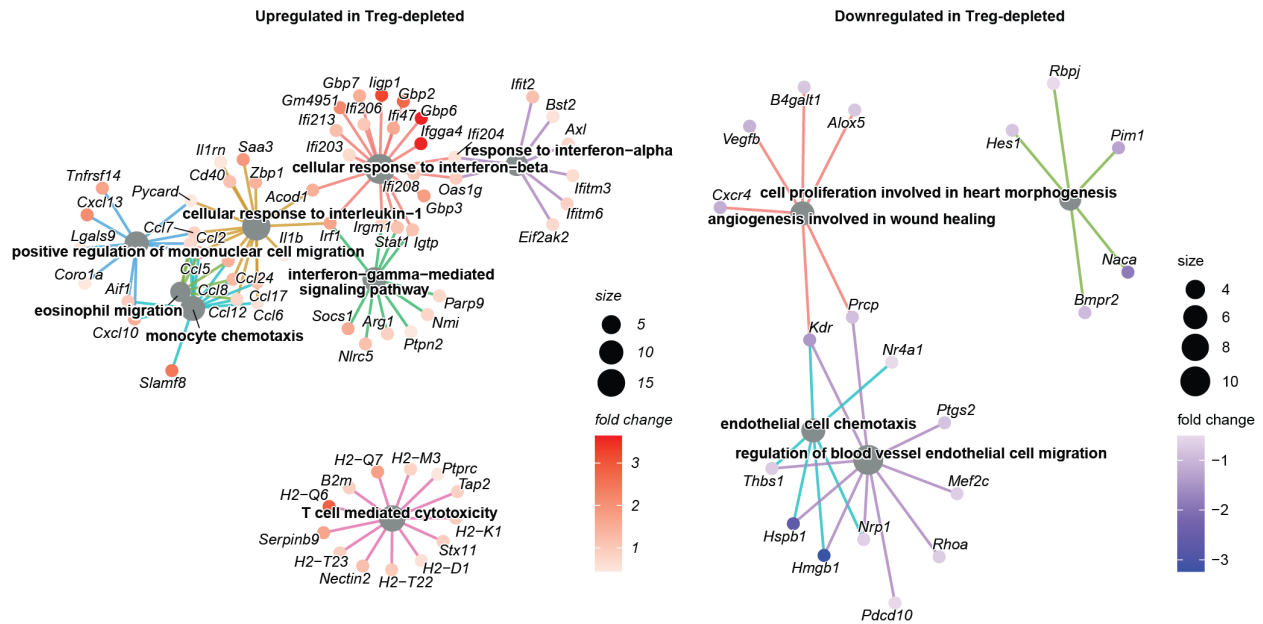 Upregulated in Treg-depleted
Downregulated in Treg-depleted
Gbp7
Iigp1
Gbp2
Gm4951
Ifi206
Ifi47
Gbp6
Ifi213
Ifgga4
Ifi204
Ifi203
Ifit2
Bst2
Axl
response to interferon−alpha
cellular response to interferon−beta
Ifi208
Oas1g
Gbp3
Ifitm3
Ifitm6
Eif2ak2
Il1rn
Saa3
Cd40
Zbp1
Tnfrsf14
Pycard
Acod1
Cxcl13
cellular response to interleukin−1
Ccl7
Lgals9
Ccl2
Il1b
Irf1
Irgm1
Stat1
Igtp
positive regulation of mononuclear cell migration
Coro1a
Ccl5
Ccl24
Aif1
Ccl8
Ccl17
eosinophil migration
Ccl12
Ccl6
Cxcl10
monocyte chemotaxis
Slamf8
interferon−gamma−mediated
signaling pathway
Parp9
Socs1
Arg1
Nmi
Nlrc5
Ptpn2
H2−Q7
H2−M3
Ptprc
B2m
Tap2
H2−Q6
T cell mediated cytotoxicity
Serpinb9
H2−K1
H2−T23
Stx11
Nectin2
H2−T22
H2−D1
size
5
10
15
fold change
3
2
1
B4galt1
Alox5
Vegfb
Cxcr4
cell proliferation involved in heart morphogenesis
angiogenesis involved in wound healing
Rbpj
Hes1
Pim1
Naca
Bmpr2
Prcp
Kdr
Nr4a1
Ptgs2
endothelial cell chemotaxis
regulation of blood vessel endothelial cell migration
Thbs1
Mef2c
Hspb1
Nrp1
Hmgb1
Rhoa
Pdcd10
size
4
6
8
10
fold change
−1
−2
−3